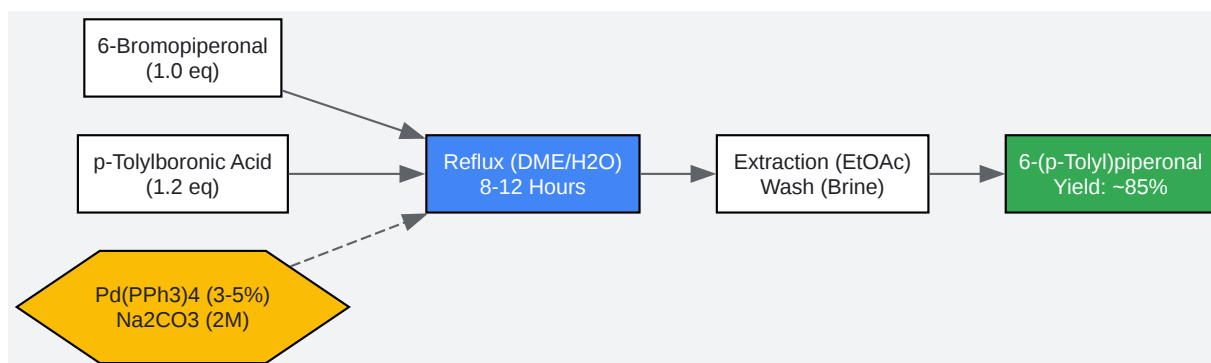 6-Bromopiperonal
(1.0 eq)
p-Tolylboronic Acid
(1.2 eq)
Pd(PPh3)4 (3-5%)
Na2CO3 (2M)
Reflux (DME/H2O)
8-12 Hours
Extraction (EtOAc)
Wash (Brine)
6-(p-Tolyl)piperonal
Yield: ~85%